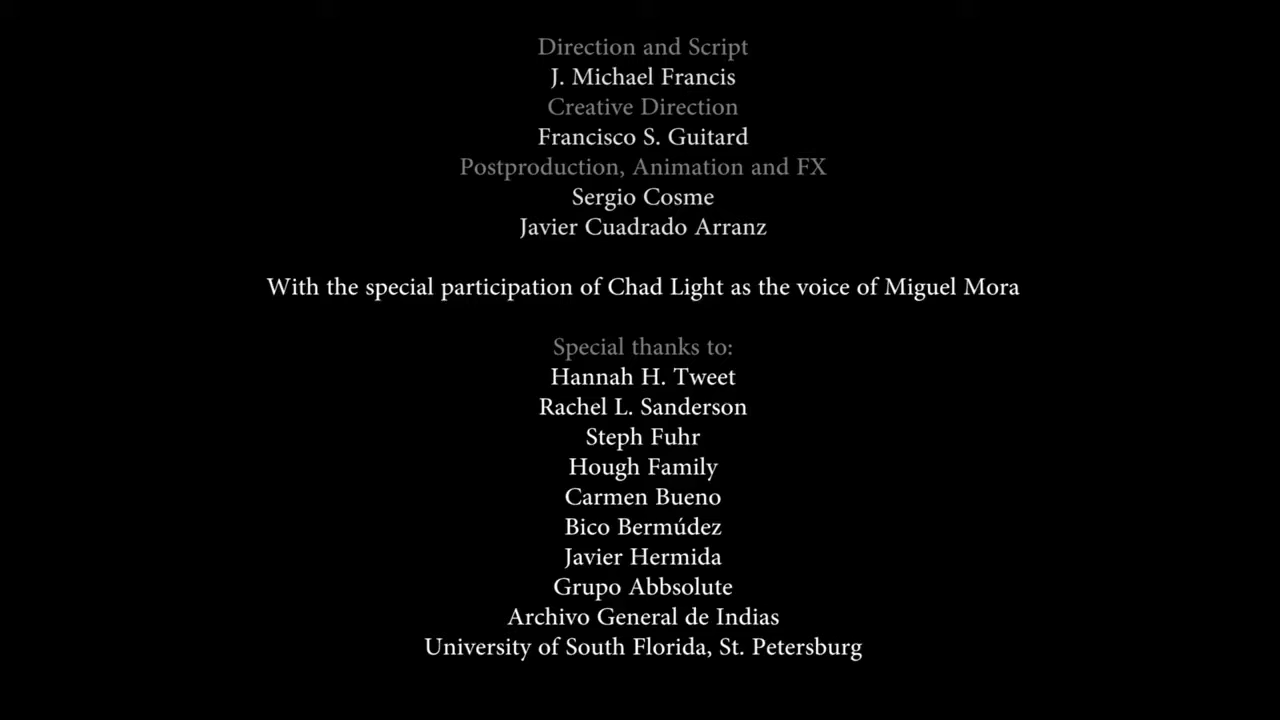 Direction and Script
J. Michael Francis
Creative Direction
Francisco S. Guitard
Postproduction, Animation and FX
Sergio Cosme
Javier Cuadrado Arranz
With the special participation of Chad Light as the voice of Miguel Mora
Special thanks to:
Hannah H. Tweet
Rachel L. Sanderson
Steph Fuhr
Hough Family
Carmen Bueno
Bico Bermúdez
Javier Hermida
Grupo Abbsolute
Archivo General de Indias
University of South Florida, St. Petersburg